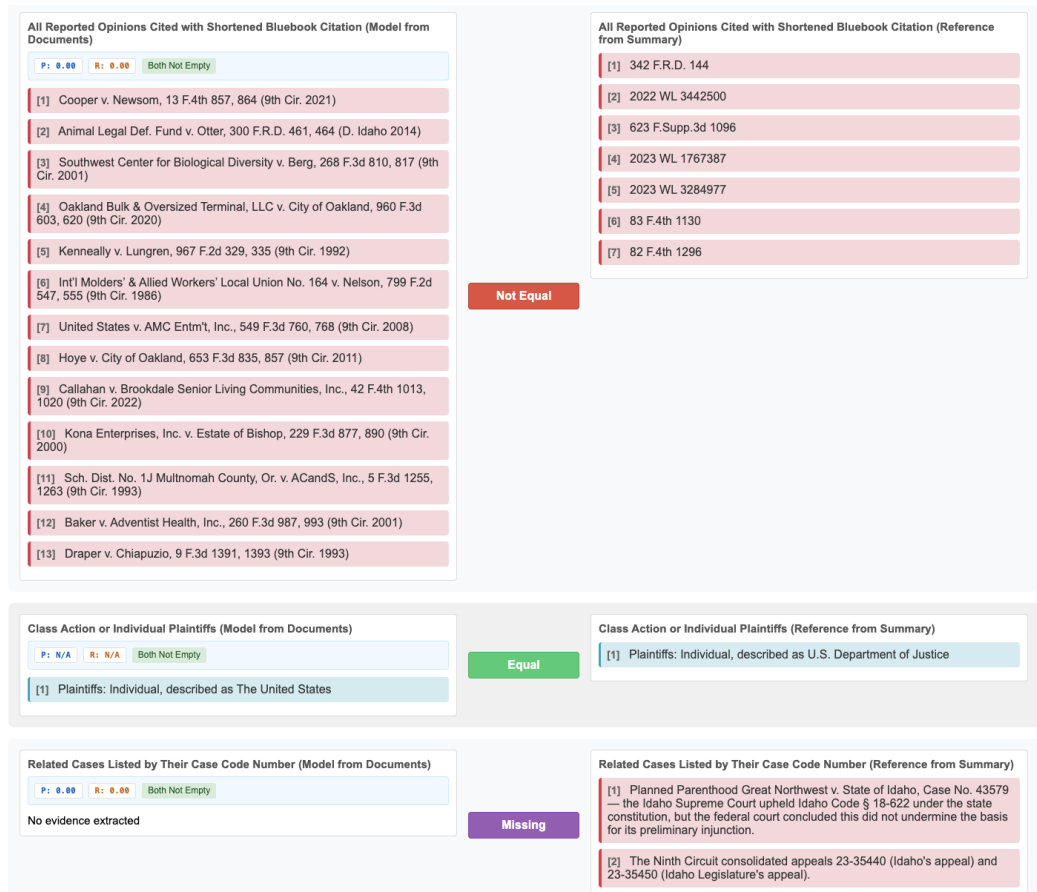 All Reported Opinions Cited with Shortened Bluebook Citation (Model from
Documents)
P: 0.00 R: 0.00 Both Not Empty
[1] Cooper v. Newsom, 13 F.4th 857, 864 (9th Cir. 2021)
[2] Animal Legal Def. Fund v. Otter, 300 F.R.D. 461, 464 (D. Idaho 2014)
[3] Southwest Center for Biological Diversity v. Berg, 268 F.3d 810, 817 (9th
Cir. 2001)
[4] Oakland Bulk & Oversized Terminal, LLC v. City of Oakland, 960 F.3d
603, 620 (9th Cir. 2020)
[5] Kenneally v. Lungren, 967 F.2d 329, 335 (9th Cir. 1992)
[6] Int'l Molders' & Allied Workers' Local Union No. 164 v. Nelson, 799 F.2d
547, 555 (9th Cir. 1986)
[7] United States v. AMC Entm't, Inc., 549 F.3d 760, 768 (9th Cir. 2008)
[8] Hoye v. City of Oakland, 653 F.3d 835, 857 (9th Cir. 2011)
[9] Callahan v. Brookdale Senior Living Communities, Inc., 42 F.4th 1013,
1020 (9th Cir. 2022)
[10] Kona Enterprises, Inc. v. Estate of Bishop, 229 F.3d 877, 890 (9th Cir.
2000)
[11] Sch. Dist. No. 1J Multnomah County, Or. v. ACandS, Inc., 5 F.3d 1255,
1263 (9th Cir. 1993)
[12] Baker v. Adventist Health, Inc., 260 F.3d 987, 993 (9th Cir. 2001)
[13] Draper v. Chiapuzio, 9 F.3d 1391, 1393 (9th Cir. 1993)
Not Equal
All Reported Opinions Cited with Shortened Bluebook Citation (Reference
from Summary)
[1] 342 F.R.D. 144
[2] 2022 WL 3442500
[3] 623 F.Supp.3d 1096
[4] 2023 WL 1767387
[5] 2023 WL 3284977
[6] 83 F.4th 1130
[7] 82 F.4th 1296
Class Action or Individual Plaintiffs (Model from Documents)
P: N/A R: N/A Both Not Empty
[1] Plaintiffs: Individual, described as The United States
Equal
Class Action or Individual Plaintiffs (Reference from Summary)
[1] Plaintiffs: Individual, described as U.S. Department of Justice
Related Cases Listed by Their Case Code Number (Model from Documents)
P: 0.00 R: 0.00 Both Not Empty
No evidence extracted
Missing
Related Cases Listed by Their Case Code Number (Reference from Summary)
[1] Planned Parenthood Great Northwest v. State of Idaho, Case No. 43579
— the Idaho Supreme Court upheld Idaho Code § 18-622 under the state
constitution, but the federal court concluded this did not undermine the basis
for its preliminary injunction.
[2] The Ninth Circuit consolidated appeals 23-35440 (Idaho's appeal) and
23-35450 (Idaho Legislature's appeal).